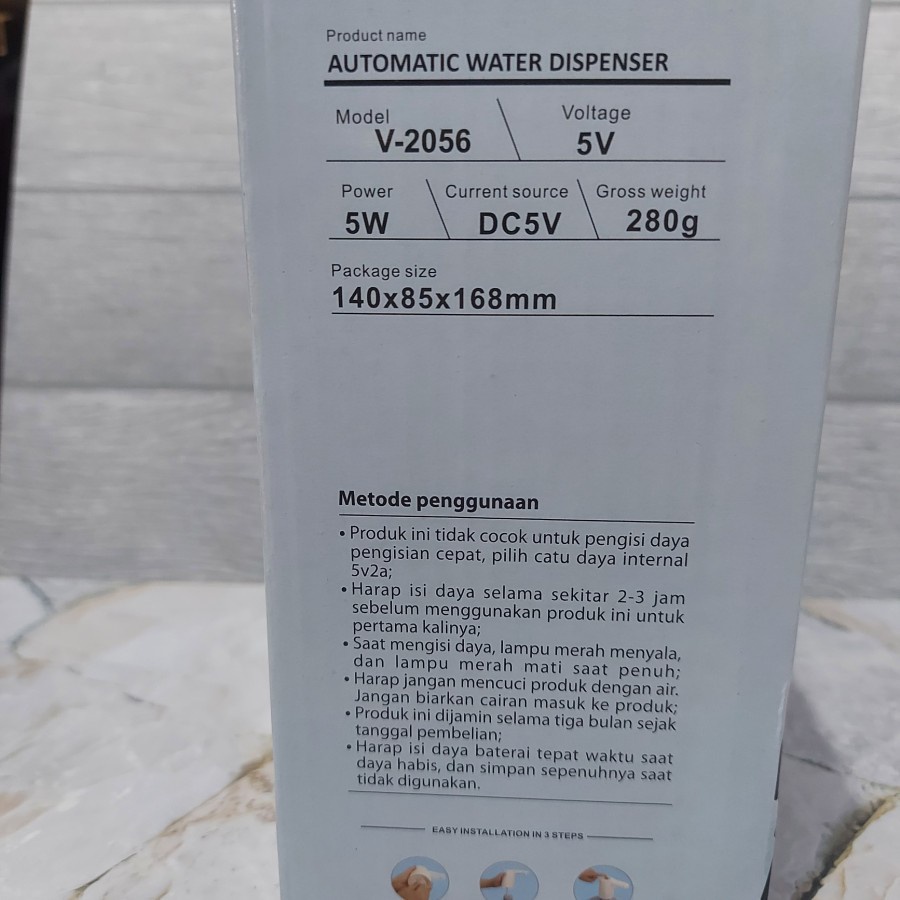 Product name
AUTOMATIC WATER DISPENSER
Model Voltage
V-2056 5V
Power Current source Gross weight
5W DC5V 280g
Package size
140x85x168mm
Metode penggunaan
• Produk ini tidak cocok untuk pengisi daya
pengisian cepat, pilih catu daya internal
5v2a;
• Harap isi daya selama sekitar 2-3 jam
sebelum menggunakan produk ini untuk
pertama kalinya;
• Saat mengisi daya, lampu merah menyala,
dan lampu merah mati saat penuh;
• Harap jangan mencuci produk dengan air.
Jangan biarkan cairan masuk ke produk;
• Produk ini dijamin selama tiga bulan sejak
tanggal pembelian;
• Harap isi daya baterai tepat waktu saat
daya habis, dan simpan sepenuhnya saat
tidak digunakan.
EASY INSTALLATION IN 3 STEPS